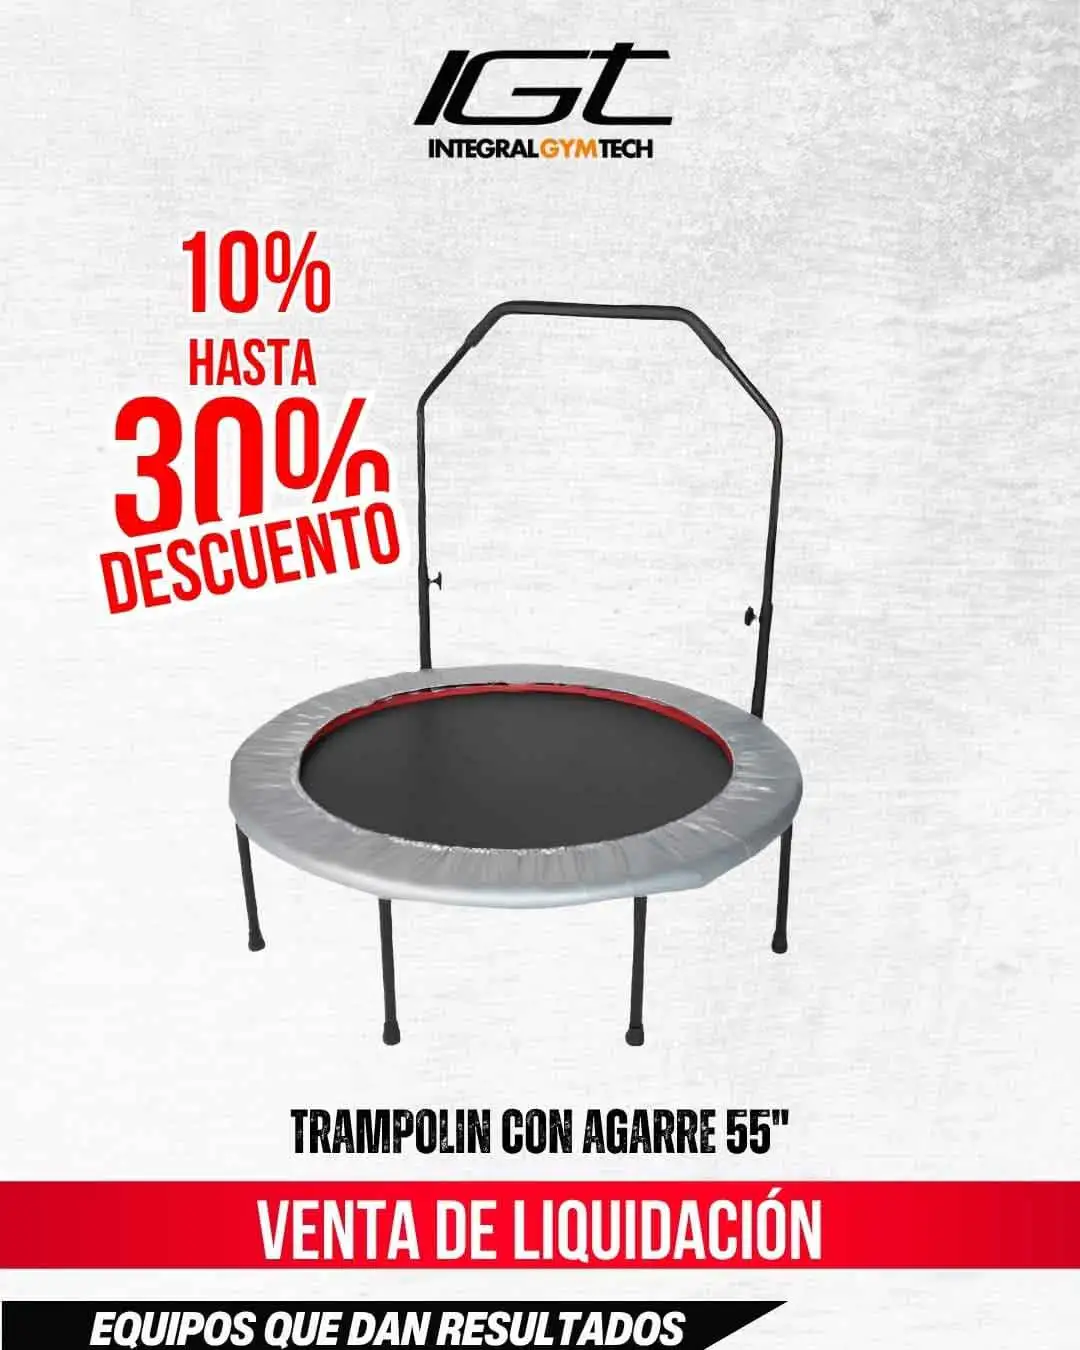 IGt
INTEGRALGYMTECH
10%
HASTA
30%
DESCUENTO
TRAMPOLIN CON AGARRE 55"
VENTA DE LIQUIDACIÓN
EQUIPOS QUE DAN RESULTADOS